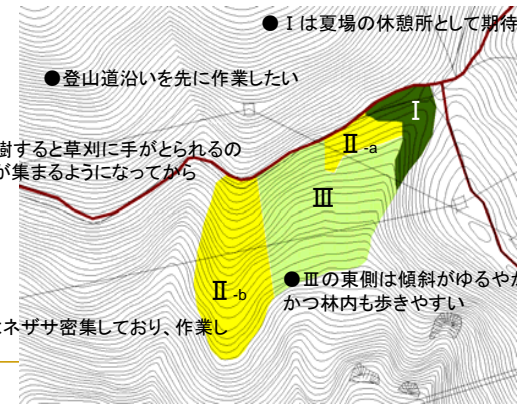 ●Ⅰは夏場の休憩所として期待
●登山道沿いを先に作業したい
Ⅰ
樹すると草刈に手がとられるの
Ⅱ-a
が集まるようになってから
Ⅲ
●Ⅲの東側は傾斜がゆるやか
Ⅱ-b
かつ林内も歩きやすい
ネザサ密集しており、作業し